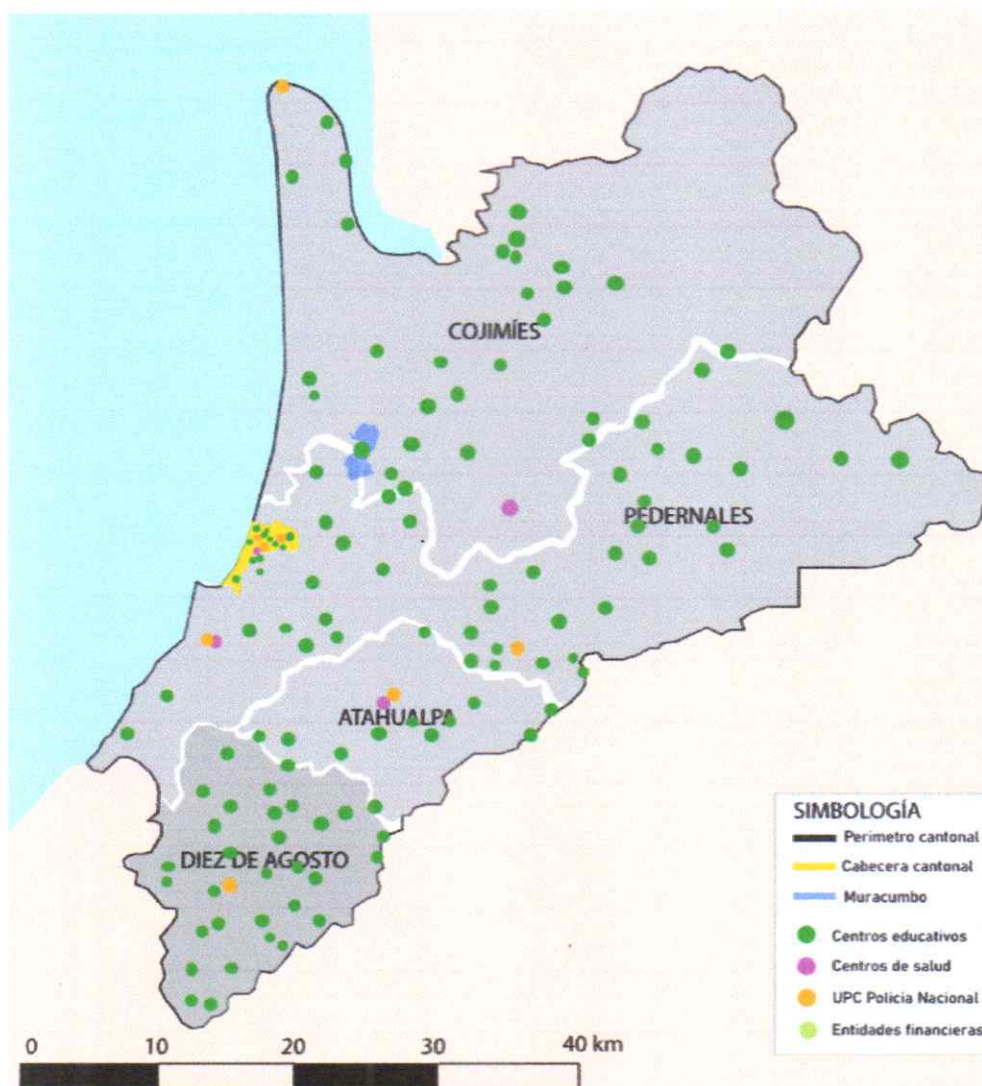 COJIMÍES
PEDERNALES
ATAHUALPA
DIEZ DE AGOSTO
SIMBOLOGÍA
Perimetro cantonal
Cabecera cantonal
Muracumbo
Centros educativos
Centros de salud
UPC Policia Nacional
Entidades financieras
0 10 20 30 40 km